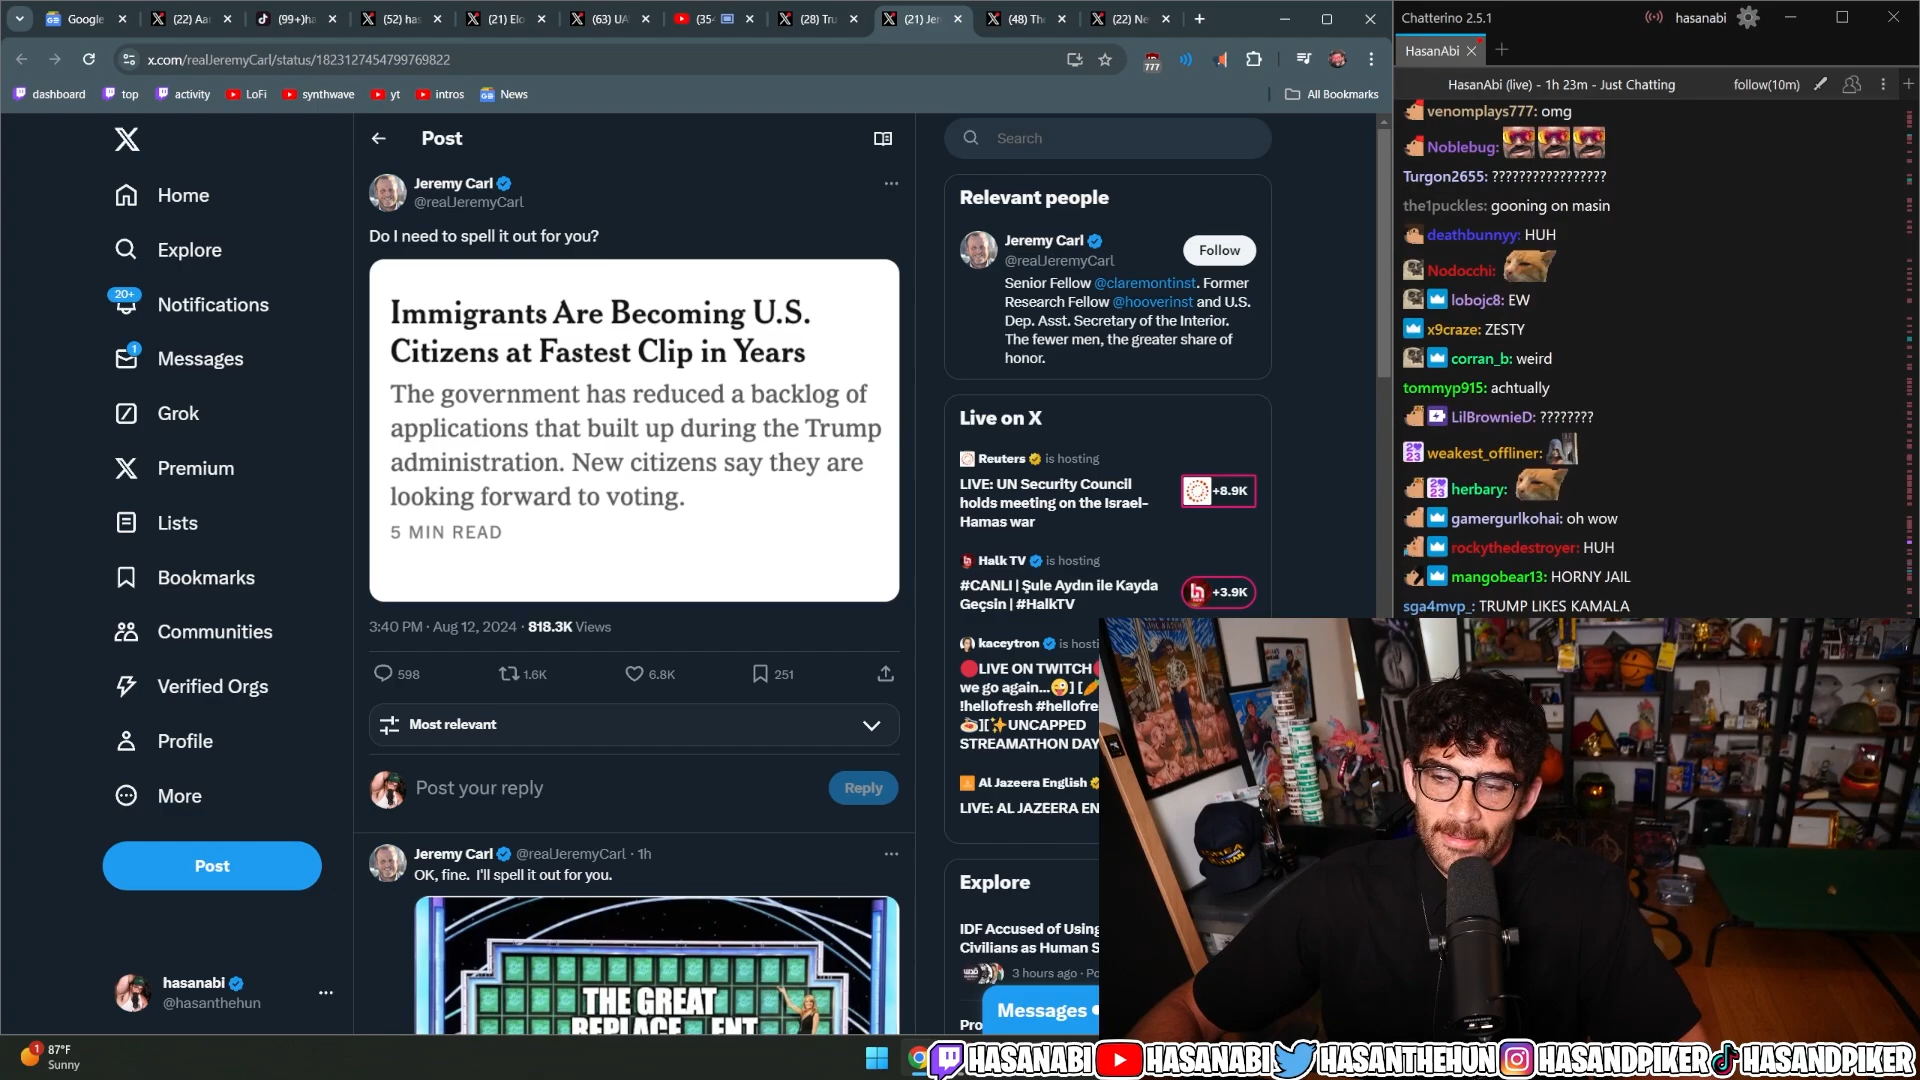 Google
(22) Aar
(99+)ha
(52) has
(21) Elo
(63) UA
(35
(28) Tru
(21) Jer
(48) Th
(22) Ne
x.com/realJeremyCarl/status/1823127454799769822
777
dashboard
top
activity
LoFi
synthwave
yt
intros
News
All Bookmarks
Home
Explore
20+
Notifications
1
Messages
Grok
Premium
Lists
Bookmarks
Communities
Verified Orgs
Profile
More
Post
hasanabi
@hasanthehun
Post
Jeremy Carl
@realJeremyCarl
Do I need to spell it out for you?
Immigrants Are Becoming U.S.
Citizens at Fastest Clip in Years
The government has reduced a backlog of
applications that built up during the Trump
administration. New citizens say they are
looking forward to voting.
5 MIN READ
3:40 PM · Aug 12, 2024 · 818.3K Views
598
1.6K
6.8K
251
Most relevant
Post your reply
Reply
Jeremy Carl @realJeremyCarl · 1h
OK, fine. I'll spell it out for you.
THE GREAT
REPLACE_ENT
Search
Relevant people
Jeremy Carl
@realJeremyCarl
Follow
Senior Fellow @claremontinst. Former
Research Fellow @hooverinst and U.S.
Dep. Asst. Secretary of the Interior.
The fewer men, the greater share of
honor.
Live on X
Reuters is hosting
LIVE: UN Security Council
holds meeting on the Israel-
Hamas war
+8.9K
Halk TV is hosting
#CANLI | Şule Aydın ile Kayda
Geçsin | #HalkTV
+3.9K
kaceytron is hosti
LIVE ON TWITCH
we go again...😜] [
!hellofresh #hellofre
][✨UNCAPPED
STREAMATHON DAY
Al Jazeera English
LIVE: AL JAZEERA EN
Explore
IDF Accused of Using
Civilians as Human S
3 hours ago · Po
Pro
Messages
Chatterino 2.5.1
hasanabi
HasanAbi
HasanAbi (live) - 1h 23m - Just Chatting
follow(10m)
venomplays777: omg
Noblebug:
Turgon2655: ?????????????????
the1puckles: gooning on masin
deathbunnyy: HUH
Nodocchi:
lobojc8: EW
x9craze: ZESTY
corran_b: weird
tommyp915: achtually
LilBrownieD: ????????
weakest_offliner:
herbary:
gamergurlkohai: oh wow
rockythedestroyer: HUH
mangobear13: HORNY JAIL
sga4mvp_: TRUMP LIKES KAMALA
1
87°F
Sunny
HASANABI
HASANABI
HASANTHEHUN
HASANDPIKER
HASANDPIKER